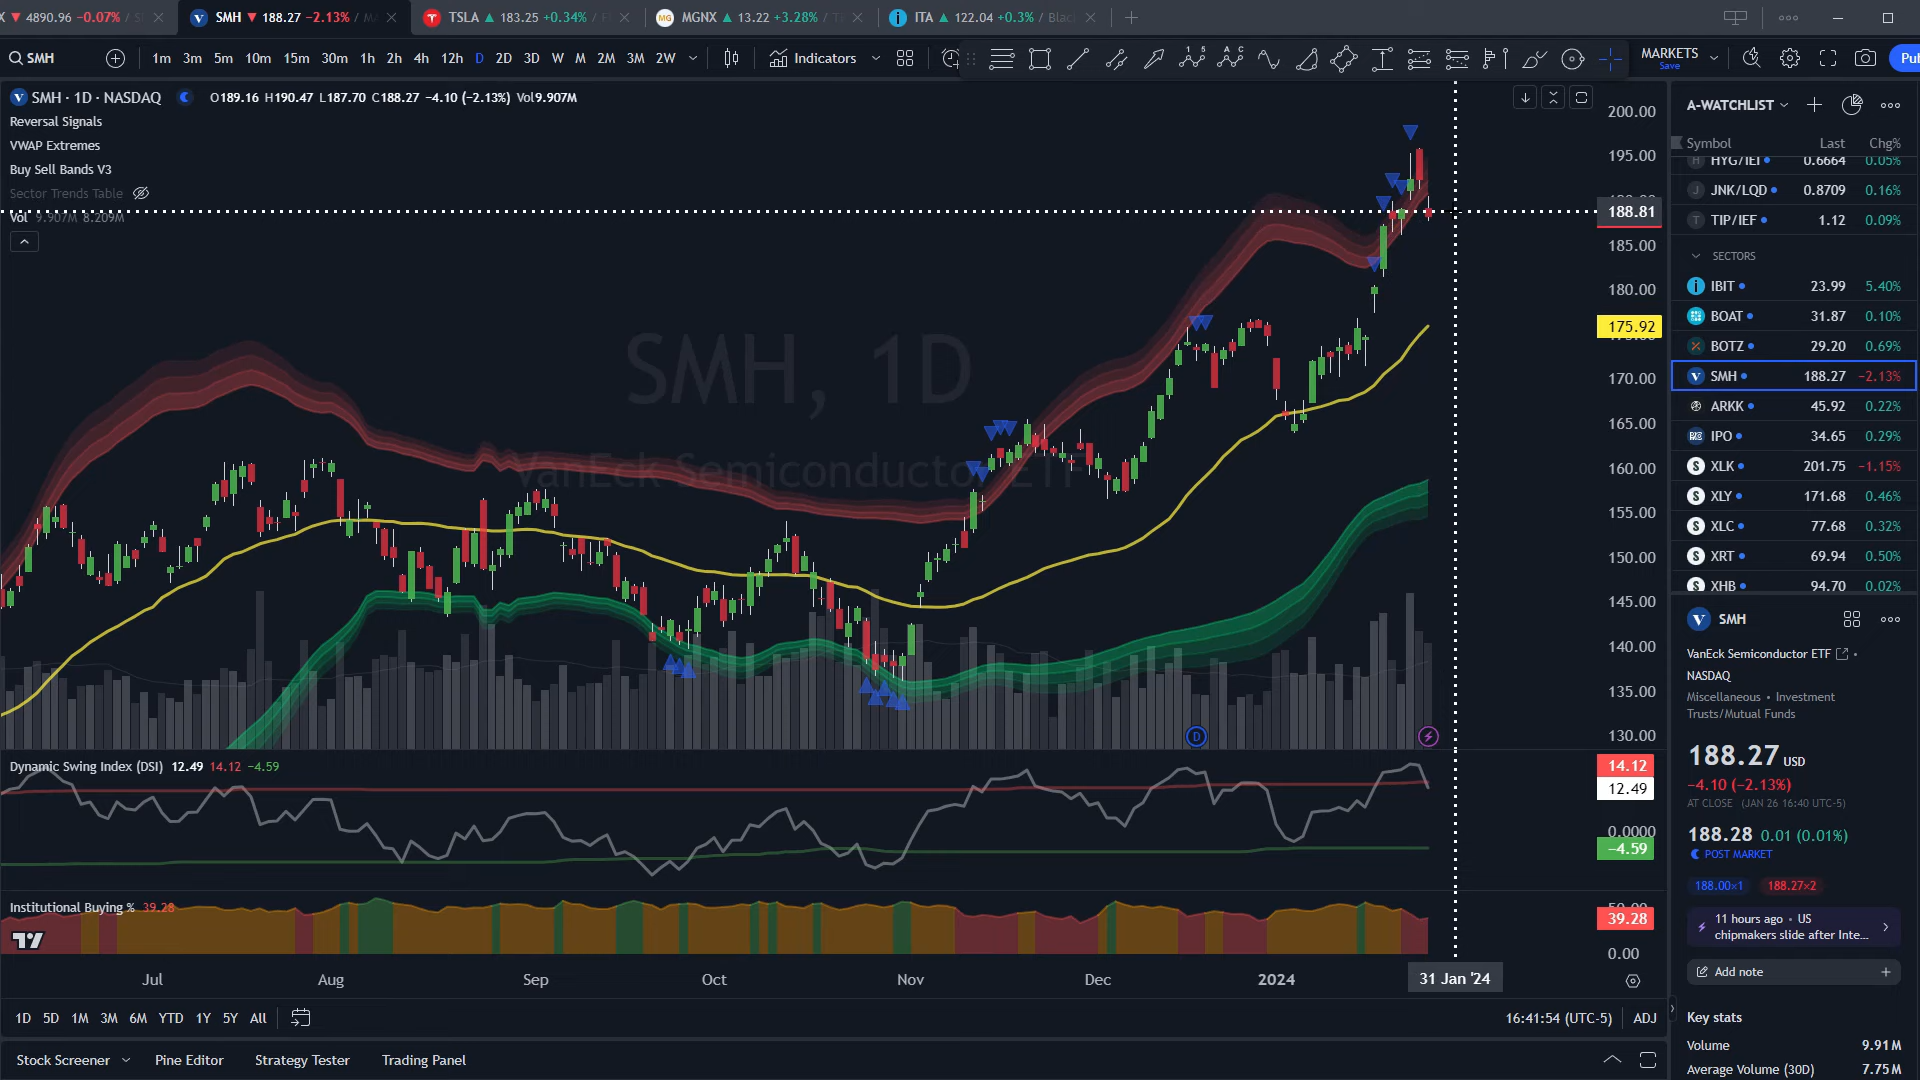 4890.96 −0.07%
SMH 188.27 −2.13%
TSLA 183.25 +0.34%
MGNX 13.22 +3.28%
ITA 122.04 +0.3% / Blac
SMH
1m 3m 5m 10m 15m 30m 1h 2h 4h 12h D 2D 3D W M 2M 3M 2W
Indicators
MARKETS
Save
Pu
SMH · 1D · NASDAQ O189.16 H190.47 L187.70 C188.27 −4.10 (−2.13%) Vol9.907M
Reversal Signals
VWAP Extremes
Buy Sell Bands V3
Sector Trends Table
Vol 9.907M 8.209M
SMH, 1D
VanEck Semiconductor ETF
200.00
195.00
188.81
185.00
180.00
175.92
170.00
165.00
160.00
155.00
150.00
145.00
140.00
135.00
130.00
D
Dynamic Swing Index (DSI) 12.49 14.12 −4.59
14.12
12.49
0.0000
−4.59
Institutional Buying % 39.28
39.28
0.00
Jul Aug Sep Oct Nov Dec 2024 31 Jan '24
1D 5D 1M 3M 6M YTD 1Y 5Y All
16:41:54 (UTC-5) ADJ
Stock Screener Pine Editor Strategy Tester Trading Panel
A-WATCHLIST
Symbol Last Chg%
HYG/IEI 0.6664 0.05%
JNK/LQD 0.8709 0.16%
TIP/IEF 1.12 0.09%
SECTORS
IBIT 23.99 5.40%
BOAT 31.87 0.10%
BOTZ 29.20 0.69%
SMH 188.27 −2.13%
ARKK 45.92 0.22%
IPO 34.65 0.29%
XLK 201.75 −1.15%
XLY 171.68 0.46%
XLC 77.68 0.32%
XRT 69.94 0.50%
XHB 94.70 0.02%
SMH
VanEck Semiconductor ETF
NASDAQ
Miscellaneous • Investment
Trusts/Mutual Funds
188.27 USD
−4.10 (−2.13%)
AT CLOSE (JAN 26 16:40 UTC-5)
188.28 0.01 (0.01%)
POST MARKET
188.00×1 188.27×2
11 hours ago • US
chipmakers slide after Inte...
Add note
Key stats
Volume 9.91M
Average Volume (30D) 7.75M